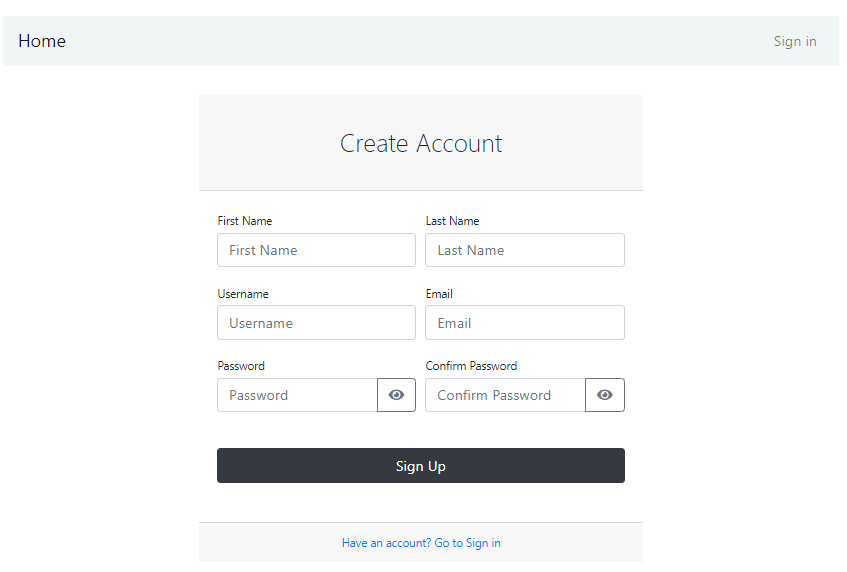 Home Sign in
Create Account
First Name Last Name
First Name Last Name
Username Email
Username Email
Password Confirm Password
Password Confirm Password
Sign Up
Have an account? Go to Sign in